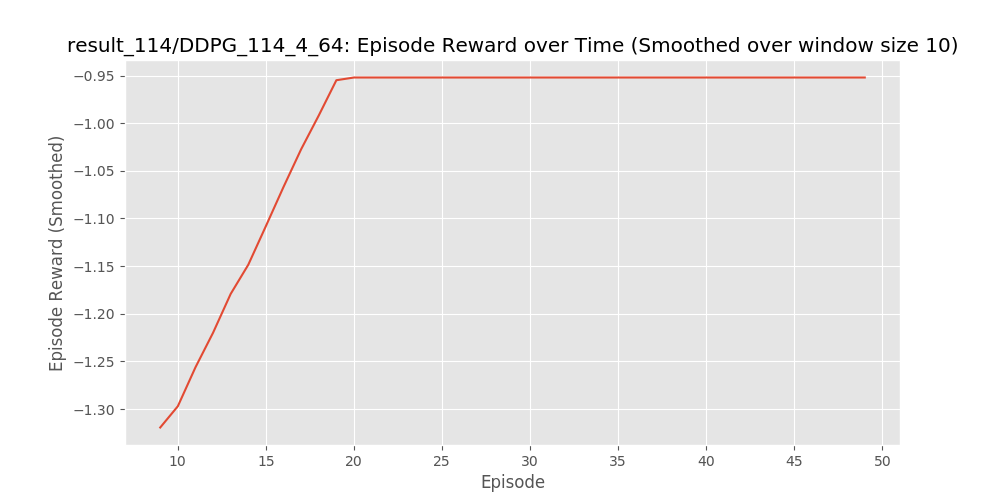 result_114/DDPG_114_4_64: Episode Reward over Time (Smoothed over window size 10)
Episode Reward (Smoothed)
−0.95
−1.00
−1.05
−1.10
−1.15
−1.20
−1.25
−1.30
10 15 20 25 30 35 40 45 50
Episode